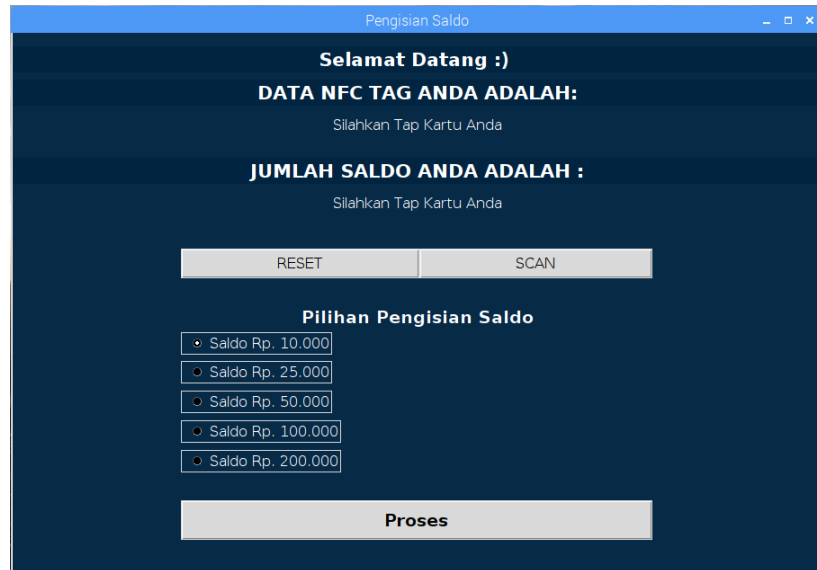 Pengisian Saldo
Selamat Datang :)
DATA NFC TAG ANDA ADALAH:
Silahkan Tap Kartu Anda
JUMLAH SALDO ANDA ADALAH :
Silahkan Tap Kartu Anda
RESET SCAN
Pilihan Pengisian Saldo
Saldo Rp. 10.000
Saldo Rp. 25.000
Saldo Rp. 50.000
Saldo Rp. 100.000
Saldo Rp. 200.000
Proses